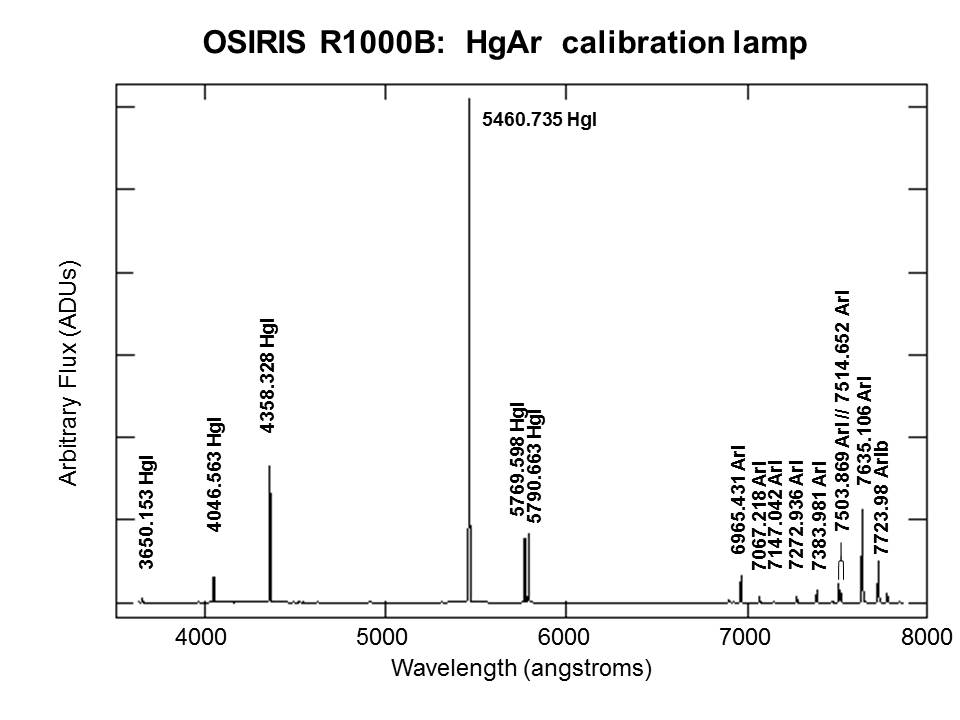 OSIRIS R1000B: HgAr calibration lamp
5460.735 HgI
3650.153 HgI
4046.563 HgI
4358.328 HgI
5769.598 HgI
5790.663 HgI
6965.431 ArI
7067.218 ArI
7147.042 ArI
7272.936 ArI
7383.981 ArI
7503.869 ArI // 7514.652 ArI
7635.106 ArI
7723.98 ArIb
Arbitrary Flux (ADUs)
4000 5000 6000 7000 8000
Wavelength (angstroms)